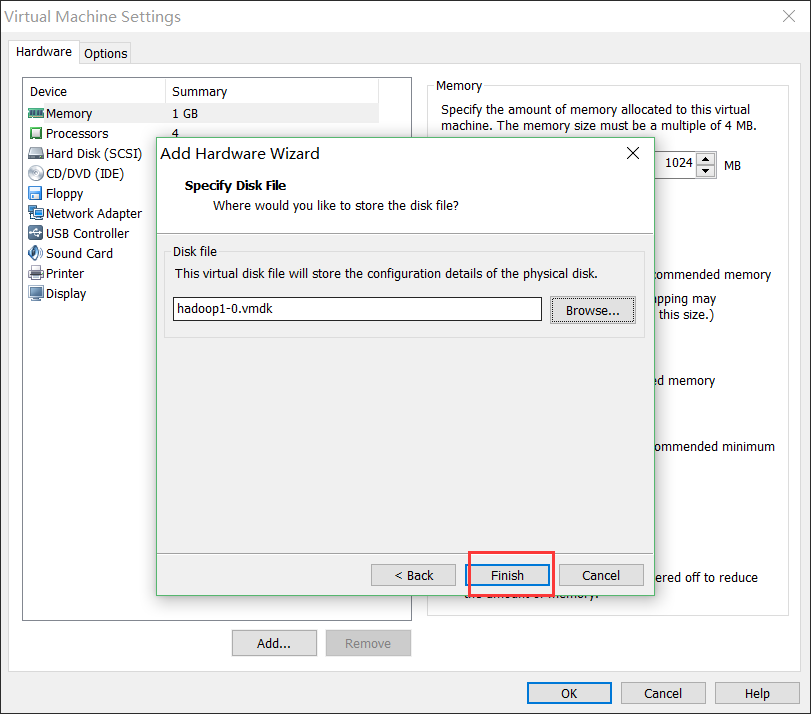 Virtual Machine Settings
Hardware
Options
Device Summary
Memory 1 GB
Processors 4
Hard Disk (SCSI)
CD/DVD (IDE)
Floppy
Network Adapter
USB Controller
Sound Card
Printer
Display
Add...
Remove
Memory
Specify the amount of memory allocated to this virtual
machine. The memory size must be a multiple of 4 MB.
1024 MB
commended memory
apping may
this size.)
ed memory
ommended minimum
ered off to reduce
the amount of memory.
Add Hardware Wizard
Specify Disk File
Where would you like to store the disk file?
Disk file
This virtual disk file will store the configuration details of the physical disk.
hadoop1-0.vmdk
Browse...
< Back
Finish
Cancel
OK
Cancel
Help